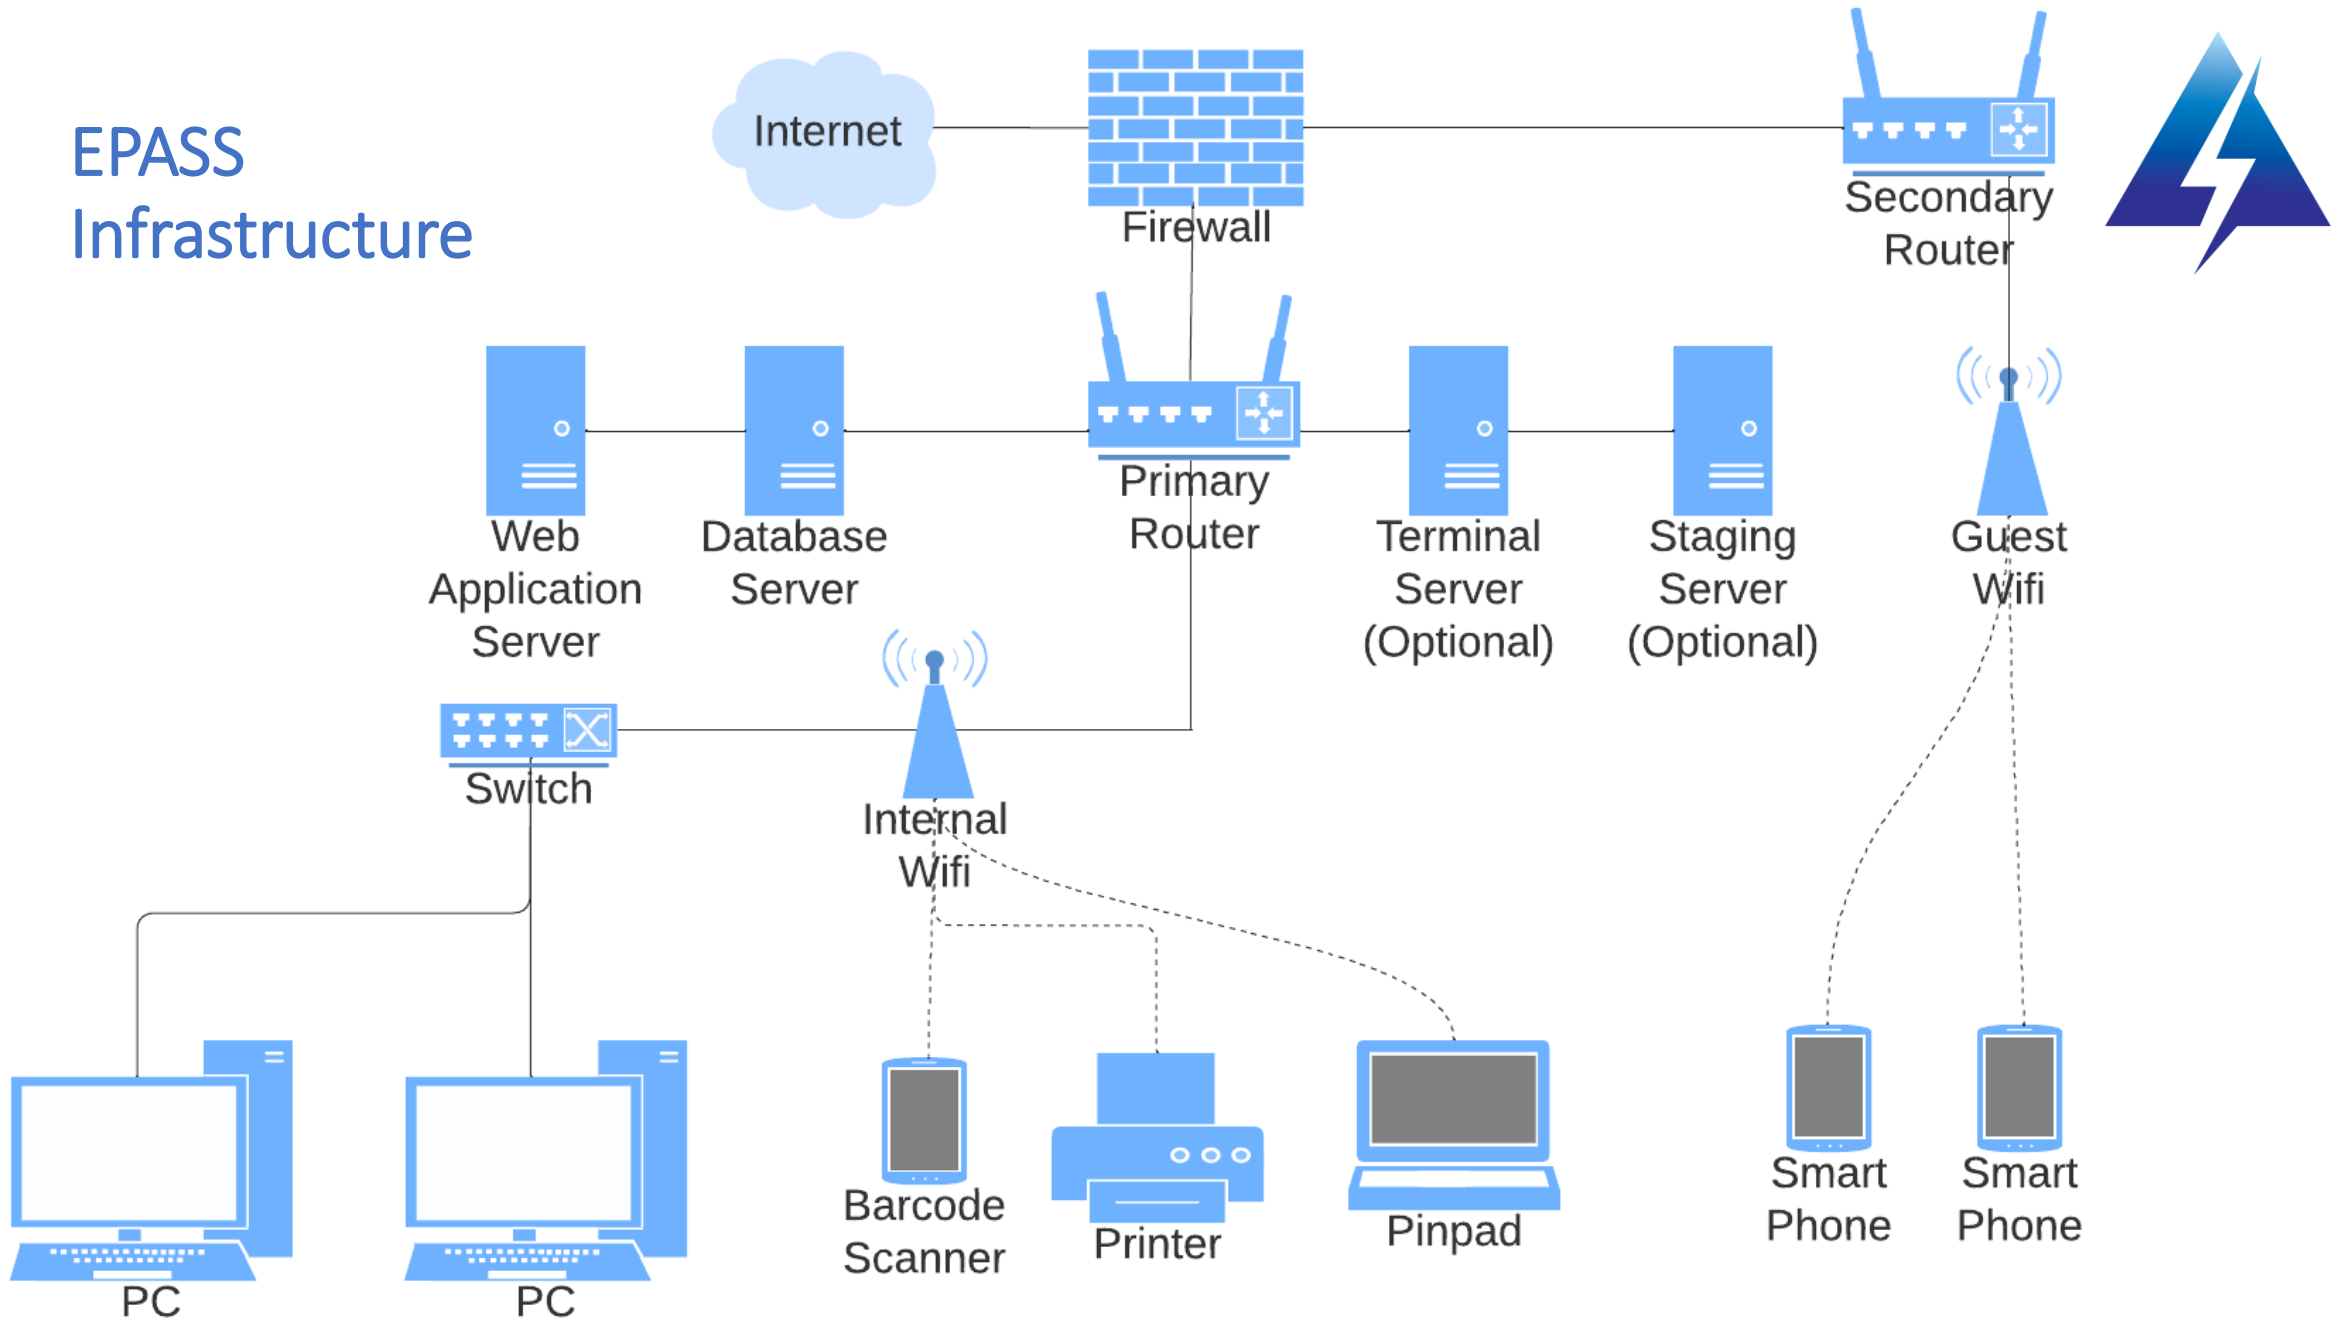 EPASS
Infrastructure
Internet
Firewall
Secondary
Router
Web
Application
Server
Database
Server
Primary
Router
Terminal
Server
(Optional)
Staging
Server
(Optional)
Guest
Wifi
Switch
Internal
Wifi
PC
PC
Barcode
Scanner
Printer
Pinpad
Smart
Phone
Smart
Phone